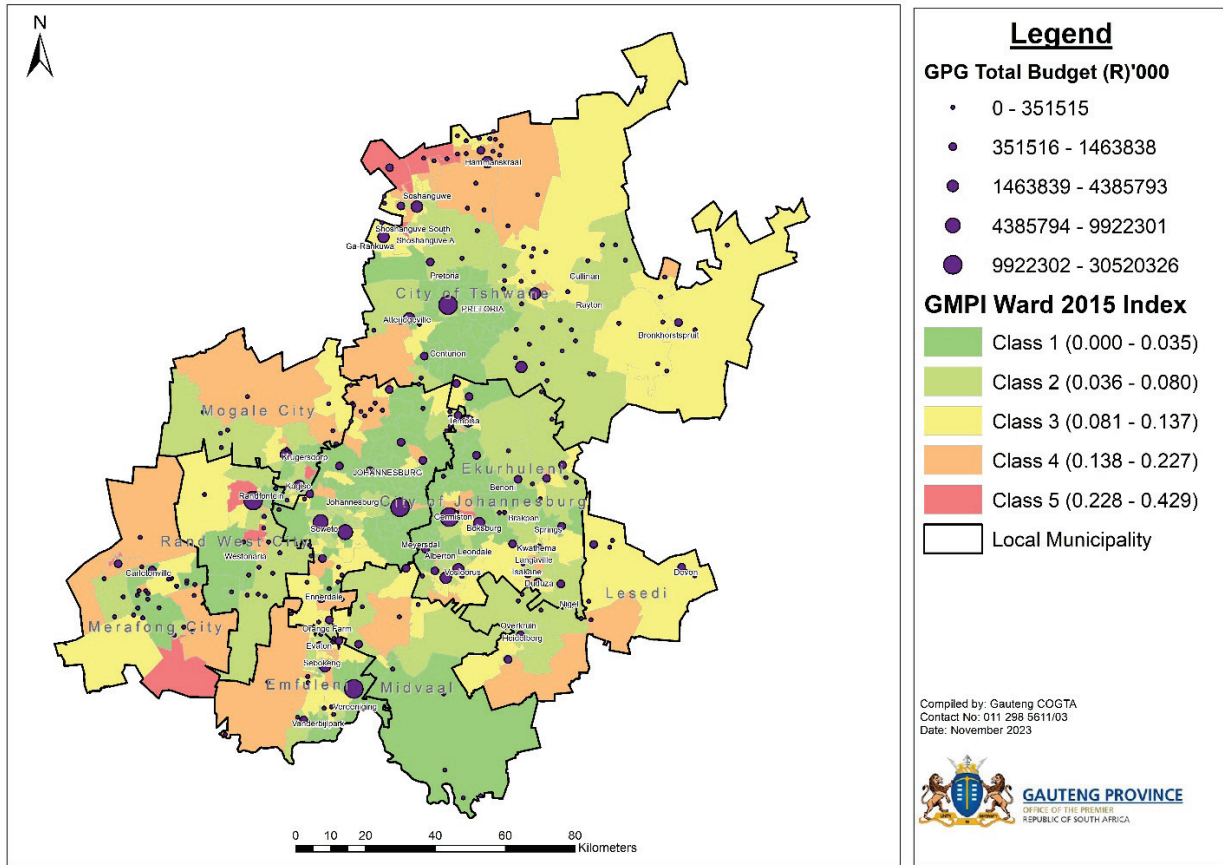 N
Hammanskraal
Soshanguve
Shoshanguve South
Ga-Rankuwa
Shoshanguve A
Pretoria
Cullinan
City of Tshwane
Rayton
PRETORIA
Atteridgeville
Bronkhorstspruit
Centurion
Mogale City
Tembisa
Krugersdorp
JOHANNESBURG
Ekurhuleni
Benoni
Kagiso
Randfontein
Johannesburg
City of Johannesburg
Germiston
Brakpan
Boksburg
Springs
Soweto
Rand West City
Meyersdal
Westonaria
Alberton
Leondale
Kwathema
Langaville
Carletonville
Vosloorus
Tsakane
Duduza
Devon
Ennerdale
Nigel
Lesedi
Merafong City
Orange Farm
Overkruin
Heidelberg
Evaton
Sebokeng
Emfuleni
Midvaal
Vereeniging
Vanderbijlpark
0 10 20 40 60 80
Kilometers
Legend
GPG Total Budget (R)'000
0 - 351515
351516 - 1463838
1463839 - 4385793
4385794 - 9922301
9922302 - 30520326
GMPI Ward 2015 Index
Class 1 (0.000 - 0.035)
Class 2 (0.036 - 0.080)
Class 3 (0.081 - 0.137)
Class 4 (0.138 - 0.227)
Class 5 (0.228 - 0.429)
Local Municipality
Compiled by: Gauteng COGTA
Contact No: 011 298 5611/03
Date: November 2023
GAUTENG PROVINCE
OFFICE OF THE PREMIER
REPUBLIC OF SOUTH AFRICA